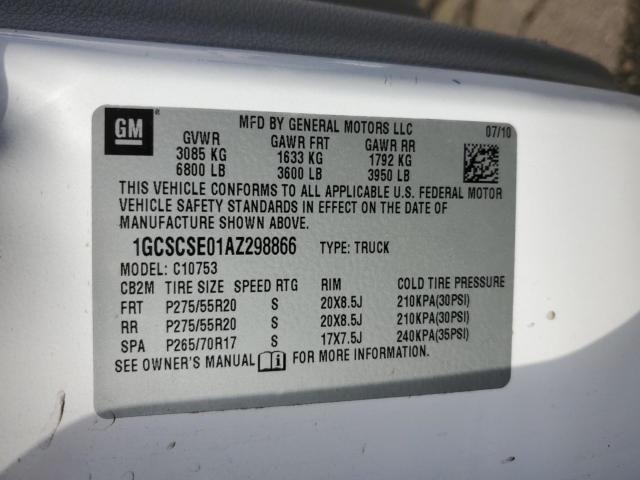 GM
MFD BY GENERAL MOTORS LLC 07/10
GVWR GAWR FRT GAWR RR
3085 KG 1633 KG 1792 KG
6800 LB 3600 LB 3950 LB
THIS VEHICLE CONFORMS TO ALL APPLICABLE U.S. FEDERAL MOTOR
VEHICLE SAFETY STANDARDS IN EFFECT ON THE DATE OF
MANUFACTURE SHOWN ABOVE.
1GCSCSE01AZ298866 TYPE: TRUCK
MODEL: C10753
CB2M TIRE SIZE SPEED RTG RIM COLD TIRE PRESSURE
FRT P275/55R20 S 20X8.5J 210KPA(30PSI)
RR P275/55R20 S 20X8.5J 210KPA(30PSI)
SPA P265/70R17 S 17X7.5J 240KPA(35PSI)
SEE OWNER'S MANUAL FOR MORE INFORMATION.